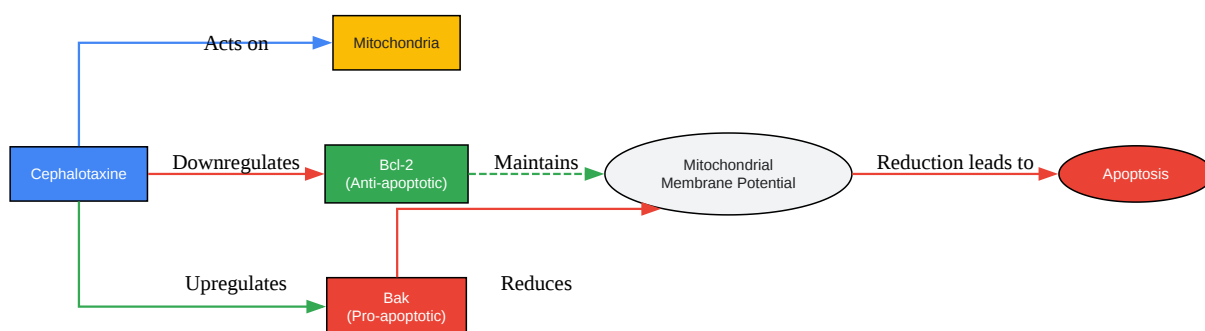 Acts on
Mitochondria
Cephalotaxine
Downregulates
Bcl-2
(Anti-apoptotic)
Maintains
Mitochondrial
Membrane Potential
Reduction leads to
Apoptosis
Upregulates
Bak
(Pro-apoptotic)
Reduces